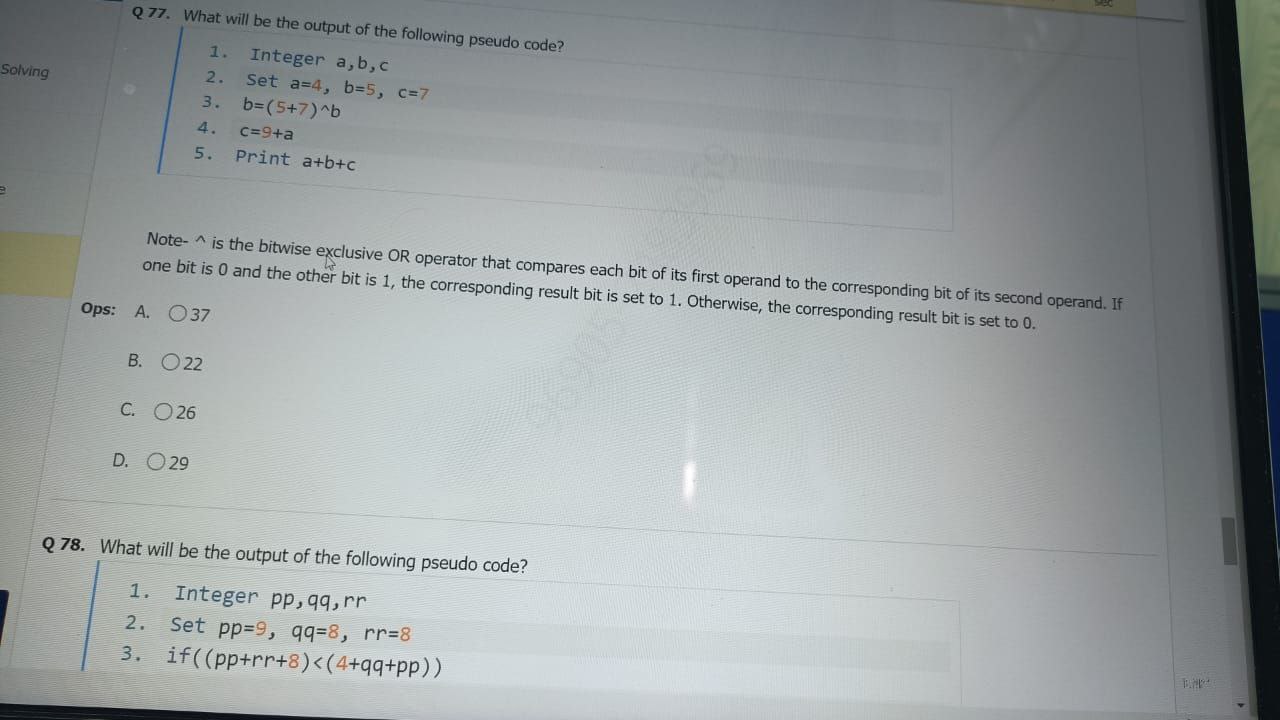 sec
Solving
e
Q 77. What will be the output of the following pseudo code?
1. Integer a,b,c
2. Set a=4, b=5, c=7
3. b=(5+7)^b
4. c=9+a
5. Print a+b+c
Note- ^ is the bitwise exclusive OR operator that compares each bit of its first operand to the corresponding bit of its second operand. If
one bit is 0 and the other bit is 1, the corresponding result bit is set to 1. Otherwise, the corresponding result bit is set to 0.
Ops: A. 37
B. 22
C. 26
D. 29
Q 78. What will be the output of the following pseudo code?
1. Integer pp,qq,rr
2. Set pp=9, qq=8, rr=8
3. if((pp+rr+8)<(4+qq+pp))